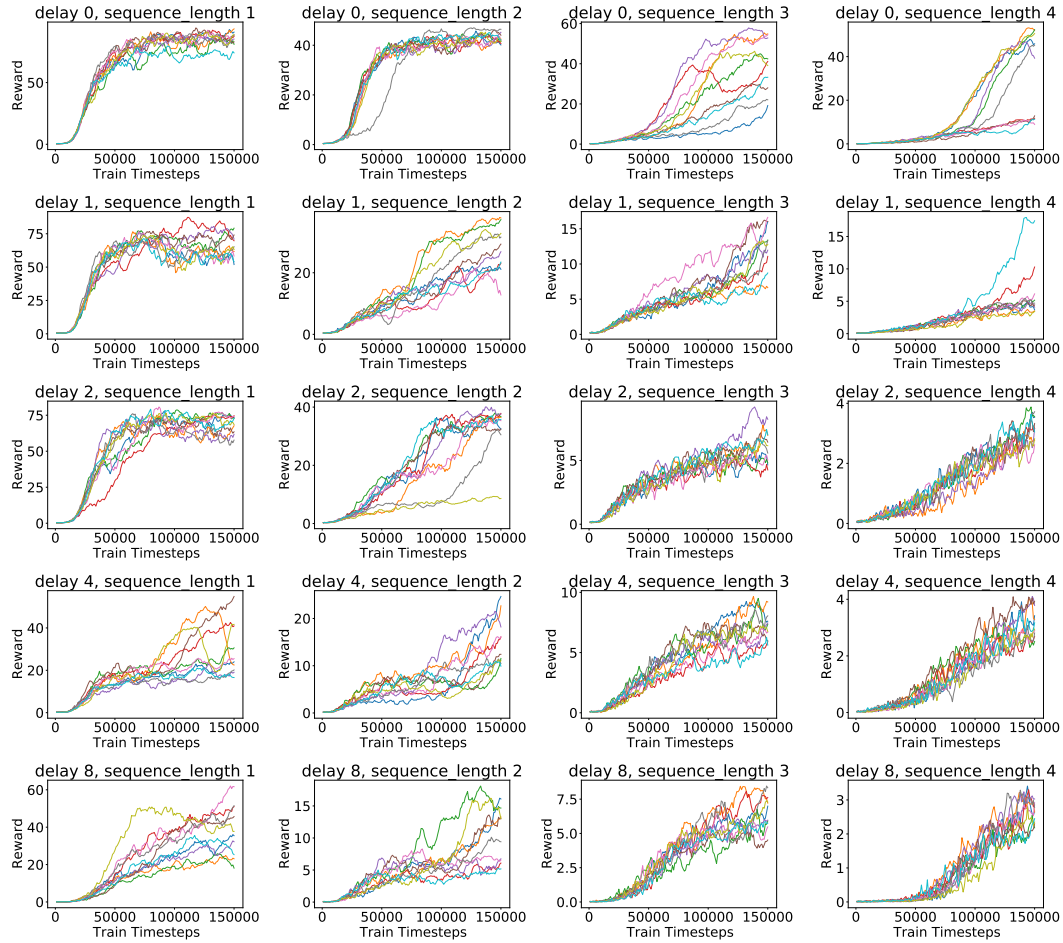 delay 0, sequence_length 1
Reward
50
0
0 50000 100000 150000
Train Timesteps
delay 0, sequence_length 2
Reward
40
20
0
0 50000 100000 150000
Train Timesteps
delay 0, sequence_length 3
Reward
60
40
20
0
0 50000 100000 150000
Train Timesteps
delay 0, sequence_length 4
Reward
40
20
0
0 50000 100000 150000
Train Timesteps
delay 1, sequence_length 1
Reward
75
50
25
0
0 50000 100000 150000
Train Timesteps
delay 1, sequence_length 2
Reward
20
0
0 50000 100000 150000
Train Timesteps
delay 1, sequence_length 3
Reward
15
10
5
0
0 50000 100000 150000
Train Timesteps
delay 1, sequence_length 4
Reward
15
10
5
0
0 50000 100000 150000
Train Timesteps
delay 2, sequence_length 1
Reward
75
50
25
0
0 50000 100000 150000
Train Timesteps
delay 2, sequence_length 2
Reward
40
20
0
0 50000 100000 150000
Train Timesteps
delay 2, sequence_length 3
Reward
5
0
0 50000 100000 150000
Train Timesteps
delay 2, sequence_length 4
Reward
4
2
0
0 50000 100000 150000
Train Timesteps
delay 4, sequence_length 1
Reward
40
20
0
0 50000 100000 150000
Train Timesteps
delay 4, sequence_length 2
Reward
20
10
0
0 50000 100000 150000
Train Timesteps
delay 4, sequence_length 3
Reward
10
5
0
0 50000 100000 150000
Train Timesteps
delay 4, sequence_length 4
Reward
4
3
2
1
0
0 50000 100000 150000
Train Timesteps
delay 8, sequence_length 1
Reward
60
40
20
0
0 50000 100000 150000
Train Timesteps
delay 8, sequence_length 2
Reward
15
10
5
0
0 50000 100000 150000
Train Timesteps
delay 8, sequence_length 3
Reward
7.5
5.0
2.5
0.0
0 50000 100000 150000
Train Timesteps
delay 8, sequence_length 4
Reward
3
2
1
0
0 50000 100000 150000
Train Timesteps